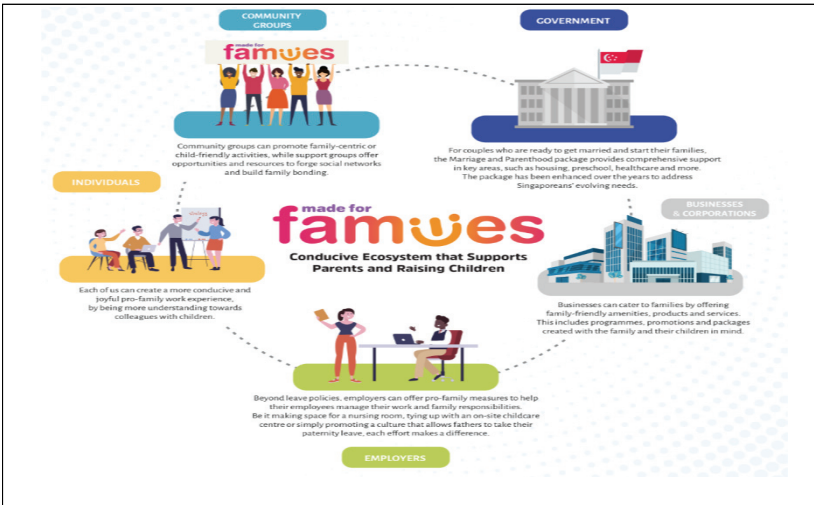 COMMUNITY
GROUPS
made for
families
Community groups can promote family-centric or
child-friendly activities, while support groups offer
opportunities and resources to forge social networks
and build family bonding.
GOVERNMENT
For couples who are ready to get married and start their families,
the Marriage and Parenthood package provides comprehensive support
in key areas, such as housing, preschool, healthcare and more.
The package has been enhanced over the years to address
Singaporeans' evolving needs.
INDIVIDUALS
Each of us can create a more conducive and
joyful pro-family work experience,
by being more understanding towards
colleagues with children.
made for
families
Conducive Ecosystem that Supports
Parents and Raising Children
BUSINESSES
& CORPORATIONS
Businesses can cater to families by offering
family-friendly amenities, products and services.
This includes programmes, promotions and packages
created with the family and their children in mind.
Beyond leave policies, employers can offer pro-family measures to help
their employees manage their work and family responsibilities.
Be it making space for a nursing room, tying up with an on-site childcare
centre or simply promoting a culture that allows fathers to take their
paternity leave, each effort makes a difference.
EMPLOYERS